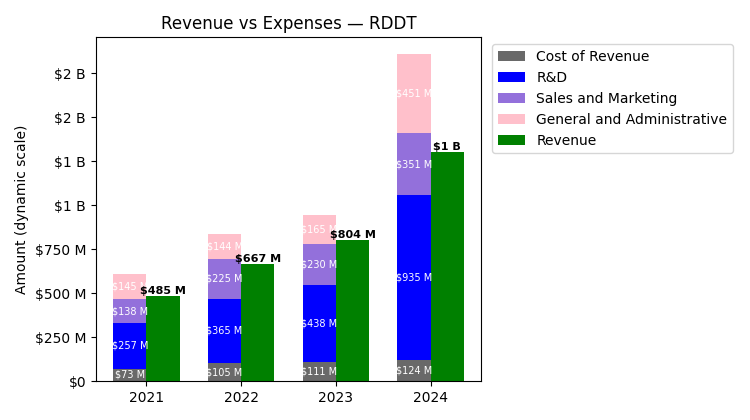 Revenue vs Expenses — RDDT
Amount (dynamic scale)
$2 B
$2 B
$1 B
$1 B
$750 M
$500 M
$250 M
$0
$145 M
$138 M
$257 M
$73 M
$485 M
$144 M
$225 M
$365 M
$105 M
$667 M
$165 M
$230 M
$438 M
$111 M
$804 M
$451 M
$351 M
$935 M
$124 M
$1 B
2021
2022
2023
2024
Cost of Revenue
R&D
Sales and Marketing
General and Administrative
Revenue